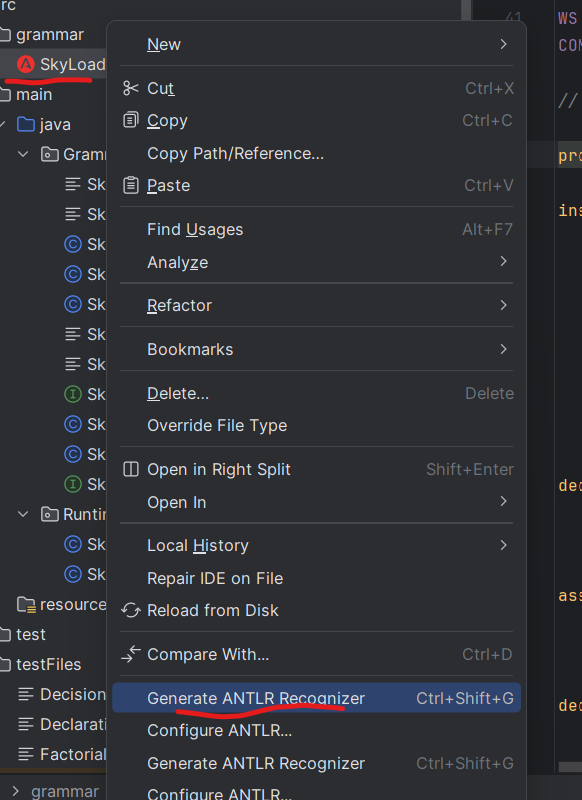 rc
41
WS
CON
grammar
SkyLoad
main
java
Gramm
Sk
Sk
Sk
Sk
Sk
Sk
Sk
Sk
Sk
Sk
Sk
Runtin
Sk
Sk
resource
test
testFiles
Decision
Declarati
Factorial
grammar
New
Cut Ctrl+X
Copy Ctrl+C
Copy Path/Reference...
Paste Ctrl+V
Find Usages Alt+F7
Analyze
Refactor
Bookmarks
Delete... Delete
Override File Type
Open in Right Split Shift+Enter
Open In
Local History
Repair IDE on File
Reload from Disk
Compare With... Ctrl+D
Generate ANTLR Recognizer Ctrl+Shift+G
Configure ANTLR...
Generate ANTLR Recognizer Ctrl+Shift+G
Configure ANTLR...
//
pro
ins
dec
ass
dec